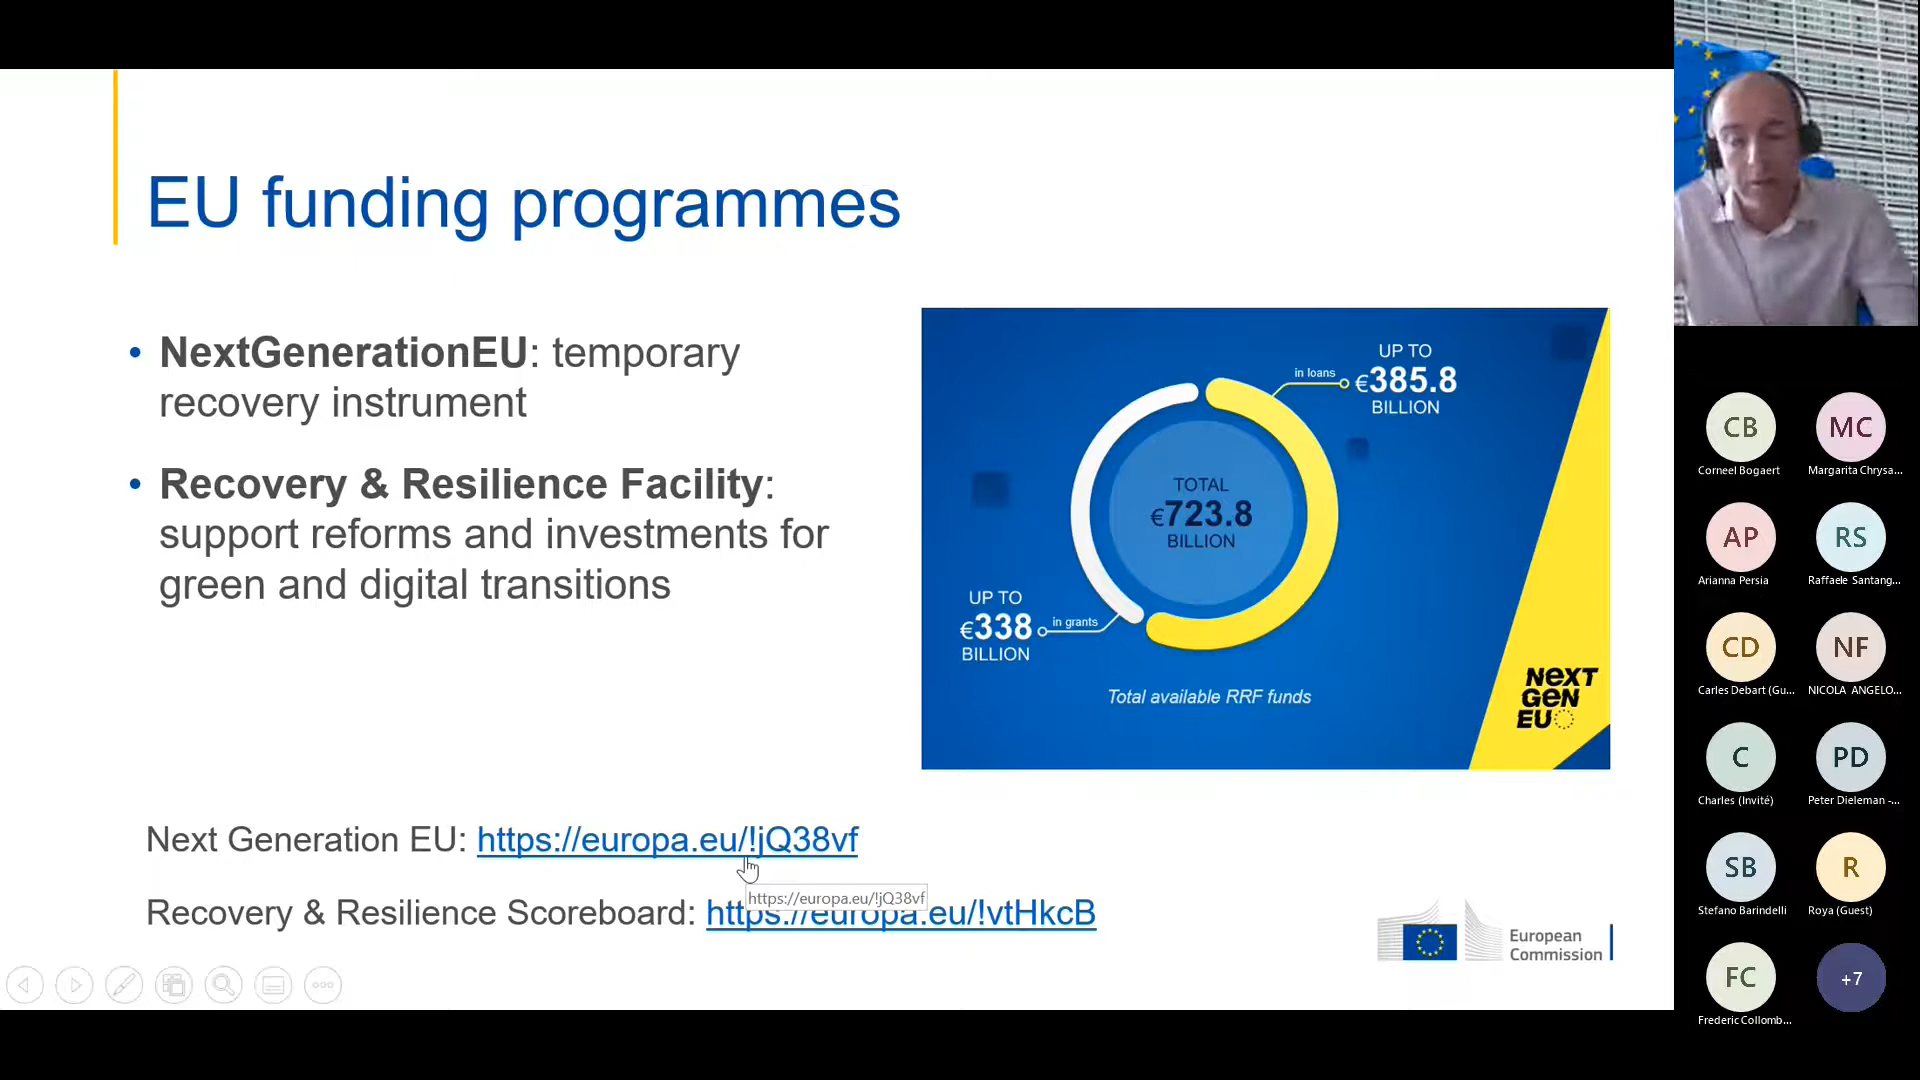 EU funding programmes
• NextGenerationEU: temporary
recovery instrument
• Recovery & Resilience Facility:
support reforms and investments for
green and digital transitions
UP TO
€385.8
BILLION
in loans
TOTAL
€723.8
BILLION
UP TO
€338
BILLION
in grants
Total available RRF funds
NEXT
GEN
EU
Next Generation EU: https://europa.eu/!jQ38vf
https://europa.eu/!jQ38vf
Recovery & Resilience Scoreboard: https://europa.eu/!vtHkcB
European
Commission
CB
Corneel Bogaert
MC
Margarita Chrysa...
AP
Arianna Persia
RS
Raffaele Santang...
CD
Carles Debart (Gu...
NF
NICOLA ANGELO...
C
Charles (Invité)
PD
Peter Dieleman -...
SB
Stefano Barindelli
R
Roya (Guest)
FC
Frederic Collomb...
+7